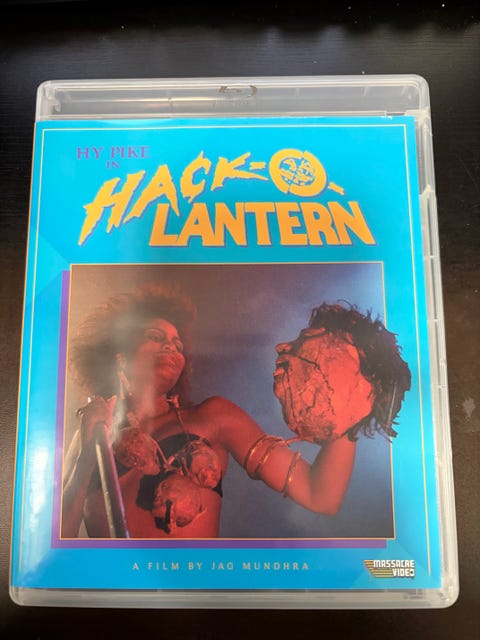 HY PIKE
IN
HACK-O-
LANTERN
A FILM BY JAG MUNDHRA
MASSACRE
VIDEO